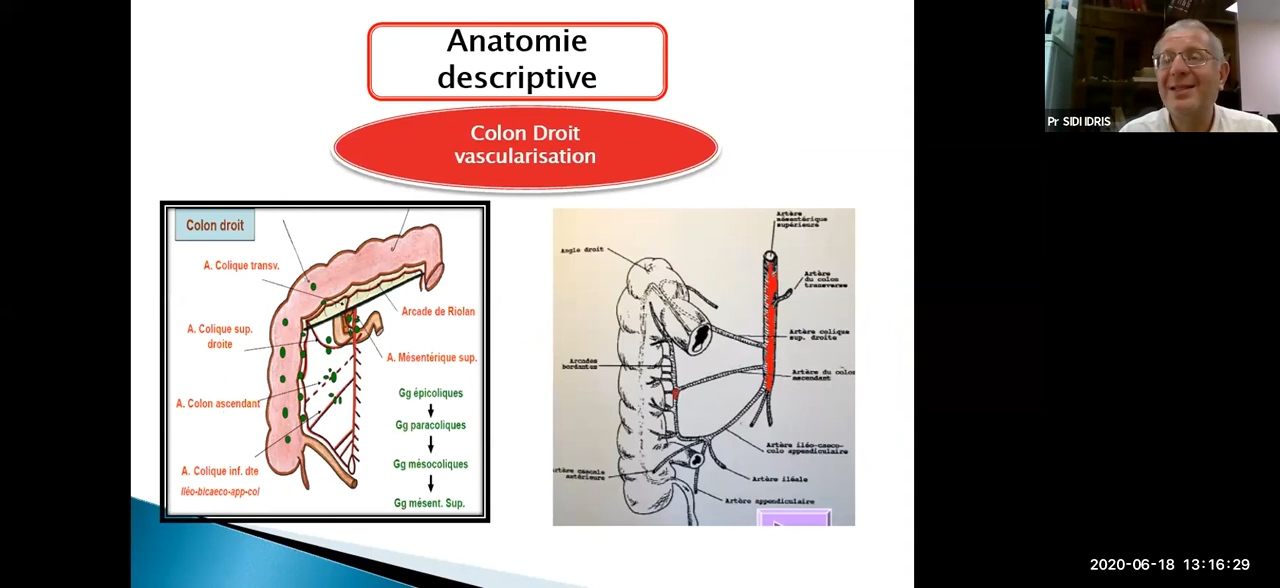 Anatomie
descriptive
Colon Droit
vascularisation
Colon droit
A. Colique transv.
A. Colique sup.
droite
A. Colon ascendant
A. Colique inf. dte
Iléo-bicaeco-app-col
Arcade de Riolan
A. Mésentérique sup.
Gg épicoliques
Gg paracoliques
Gg mésocoliques
Gg mésent. Sup.
Artère
mésentérique
supérieure
Angle droit
Artère
du colon
transverse
Artère colique
sup. droite
Arcades
bordantes
Artère du colon
ascendant
Artère iléo-caeco-
colo appendiculaire
Artère iléale
Artère appendiculaire
Pr SIDI IDRIS
2020-06-18 13:16:29